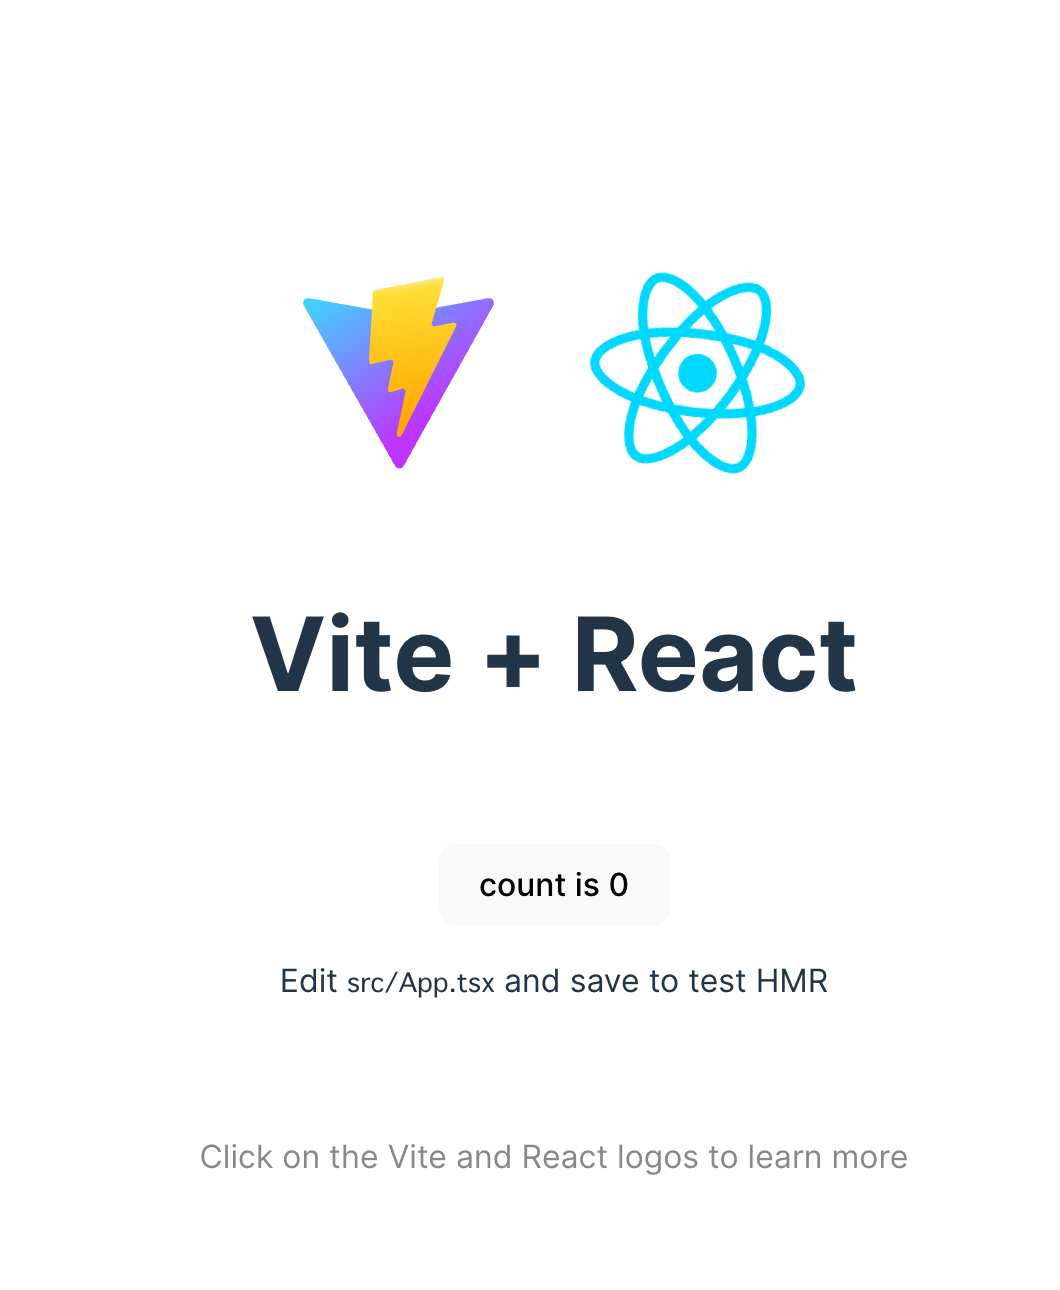 Vite + React
count is 0
Edit src/App.tsx and save to test HMR
Click on the Vite and React logos to learn more